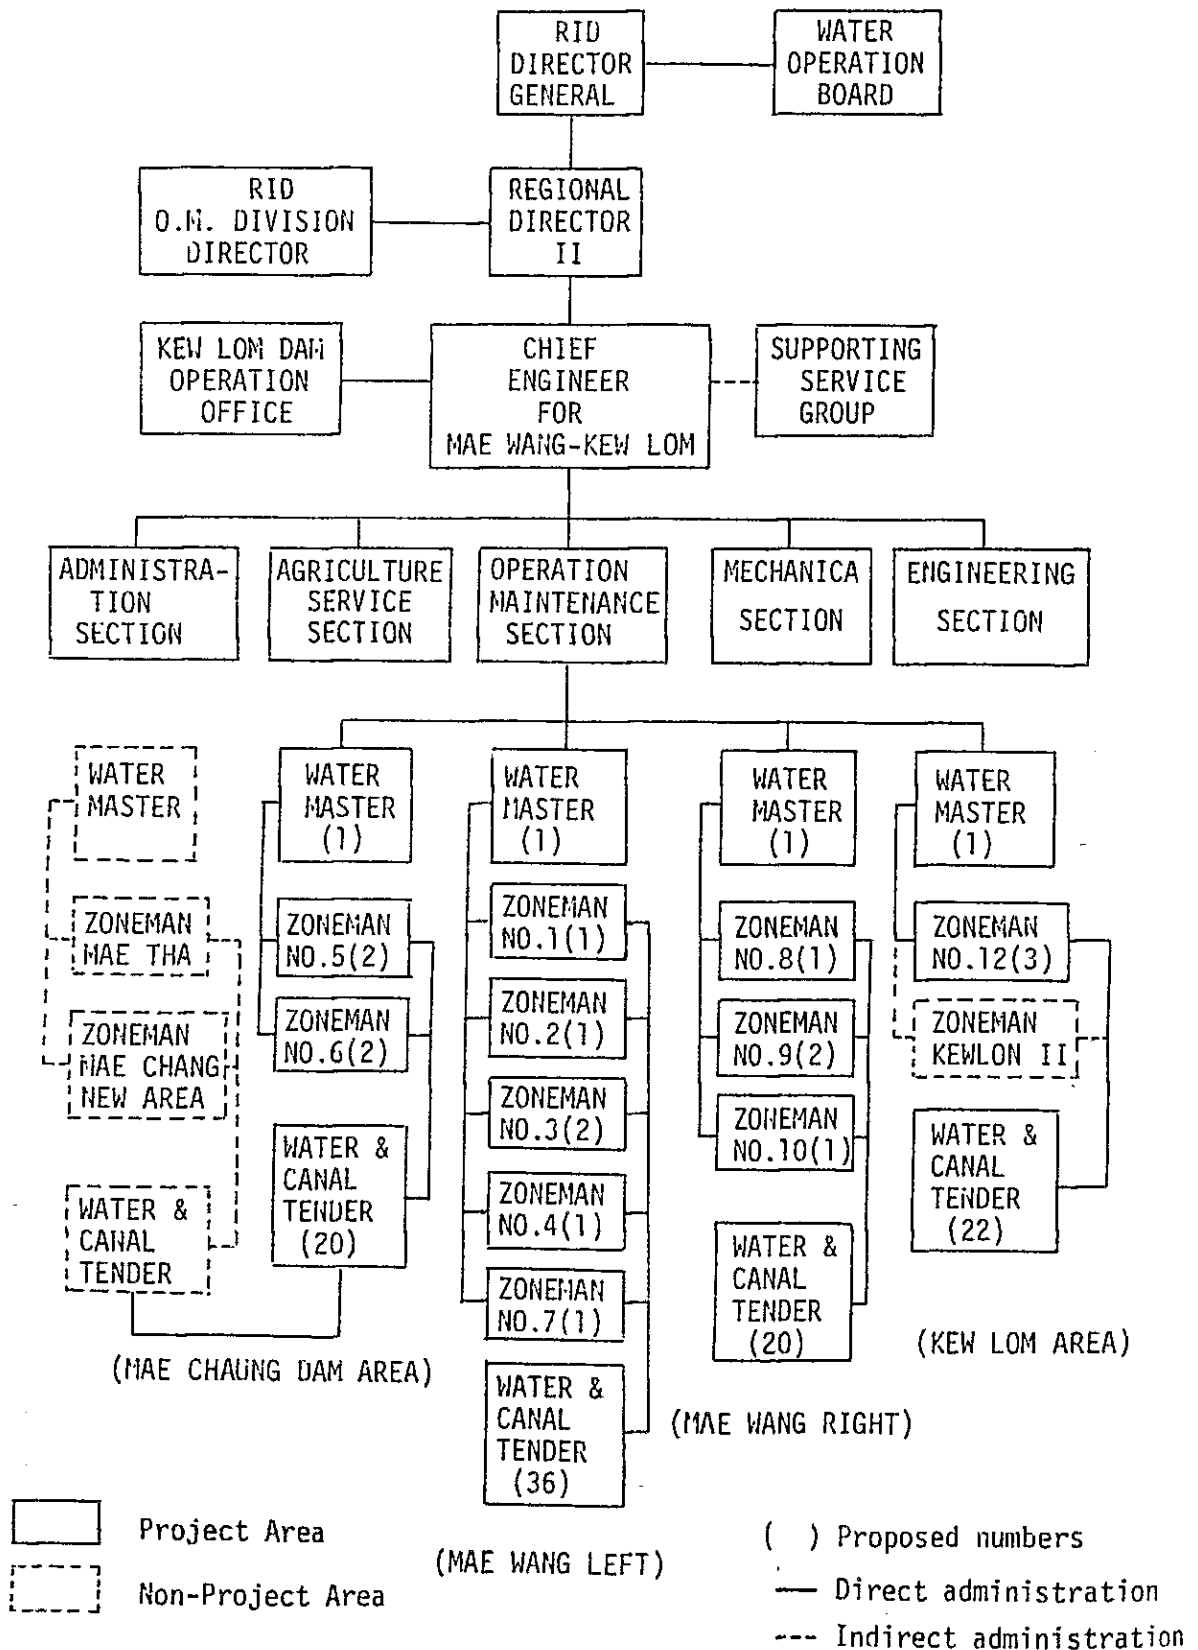 RID
DIRECTOR
GENERAL
WATER
OPERATION
BOARD
RID
O.M. DIVISION
DIRECTOR
REGIONAL
DIRECTOR
II
KEW LOM DAM
OPERATION
OFFICE
CHIEF
ENGINEER
FOR
MAE WANG-KEW LOM
SUPPORTING
SERVICE
GROUP
ADMINISTRA-
TION
SECTION
AGRICULTURE
SERVICE
SECTION
OPERATION
MAINTENANCE
SECTION
MECHANICA
SECTION
ENGINEERING
SECTION
WATER
MASTER
ZONEMAN
MAE THA
ZONEMAN
MAE CHANG
NEW AREA
WATER &
CANAL
TENDER
WATER
MASTER
(1)
ZONEMAN
NO.5(2)
ZONEMAN
NO.6(2)
WATER &
CANAL
TENDER
(20)
(MAE CHAUNG DAM AREA)
WATER
MASTER
(1)
ZONEMAN
NO.1(1)
ZONEMAN
NO.2(1)
ZONEMAN
NO.3(2)
ZONEMAN
NO.4(1)
ZONEMAN
NO.7(1)
WATER &
CANAL
TENDER
(36)
(MAE WANG LEFT)
WATER
MASTER
(1)
ZONEMAN
NO.8(1)
ZONEMAN
NO.9(2)
ZONEMAN
NO.10(1)
WATER &
CANAL
TENDER
(20)
(MAE WANG RIGHT)
WATER
MASTER
(1)
ZONEMAN
NO.12(3)
ZONEMAN
KEWLON II
WATER &
CANAL
TENDER
(22)
(KEW LOM AREA)
Project Area
Non-Project Area
( ) Proposed numbers
— Direct administration
--- Indirect administration